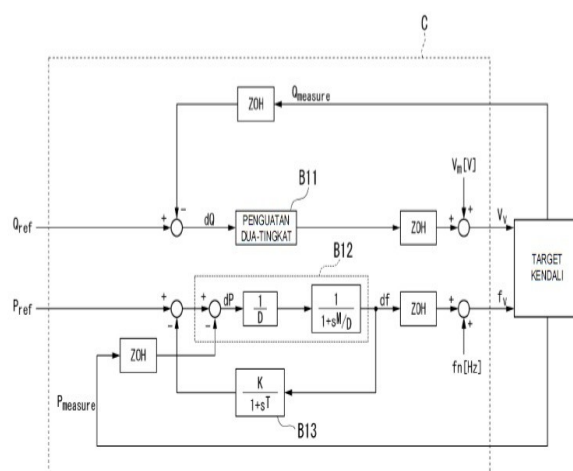 C
ZOH
Qmeasure
B11
Vm[V]
Qref
+
-
dQ
PENGUATAN
DUA-TINGKAT
ZOH
+
+
Vv
B12
TARGET
KENDALI
Pref
+
-
+
-
dP
1
D
1
1+sM/D
df
ZOH
+
+
fv
ZOH
K
1+sT
fn[Hz]
Pmeasure
B13